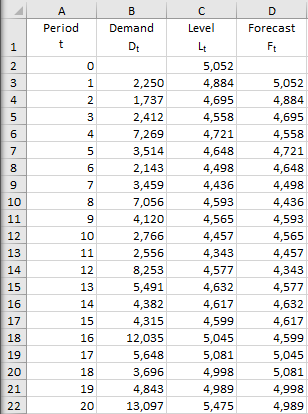 A B C D
Period Demand Level Forecast
1 t Dt Lt Ft
2 0 5,052
3 1 2,250 4,884 5,052
4 2 1,737 4,695 4,884
5 3 2,412 4,558 4,695
6 4 7,269 4,721 4,558
7 5 3,514 4,648 4,721
8 6 2,143 4,498 4,648
9 7 3,459 4,436 4,498
10 8 7,056 4,593 4,436
11 9 4,120 4,565 4,593
12 10 2,766 4,457 4,565
13 11 2,556 4,343 4,457
14 12 8,253 4,577 4,343
15 13 5,491 4,632 4,577
16 14 4,382 4,617 4,632
17 15 4,315 4,599 4,617
18 16 12,035 5,045 4,599
19 17 5,648 5,081 5,045
20 18 3,696 4,998 5,081
21 19 4,843 4,989 4,998
22 20 13,097 5,475 4,989